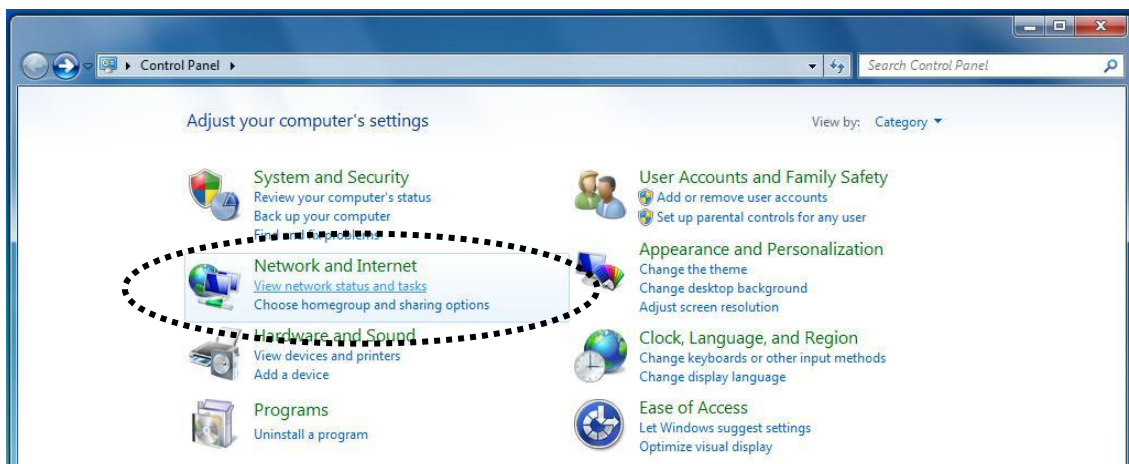 Control Panel
Search Control Panel
Adjust your computer's settings
View by: Category
System and Security
Review your computer's status
Back up your computer
Find and fix problems
Network and Internet
View network status and tasks
Choose homegroup and sharing options
Hardware and Sound
View devices and printers
Add a device
Programs
Uninstall a program
User Accounts and Family Safety
Add or remove user accounts
Set up parental controls for any user
Appearance and Personalization
Change the theme
Change desktop background
Adjust screen resolution
Clock, Language, and Region
Change keyboards or other input methods
Change display language
Ease of Access
Let Windows suggest settings
Optimize visual display